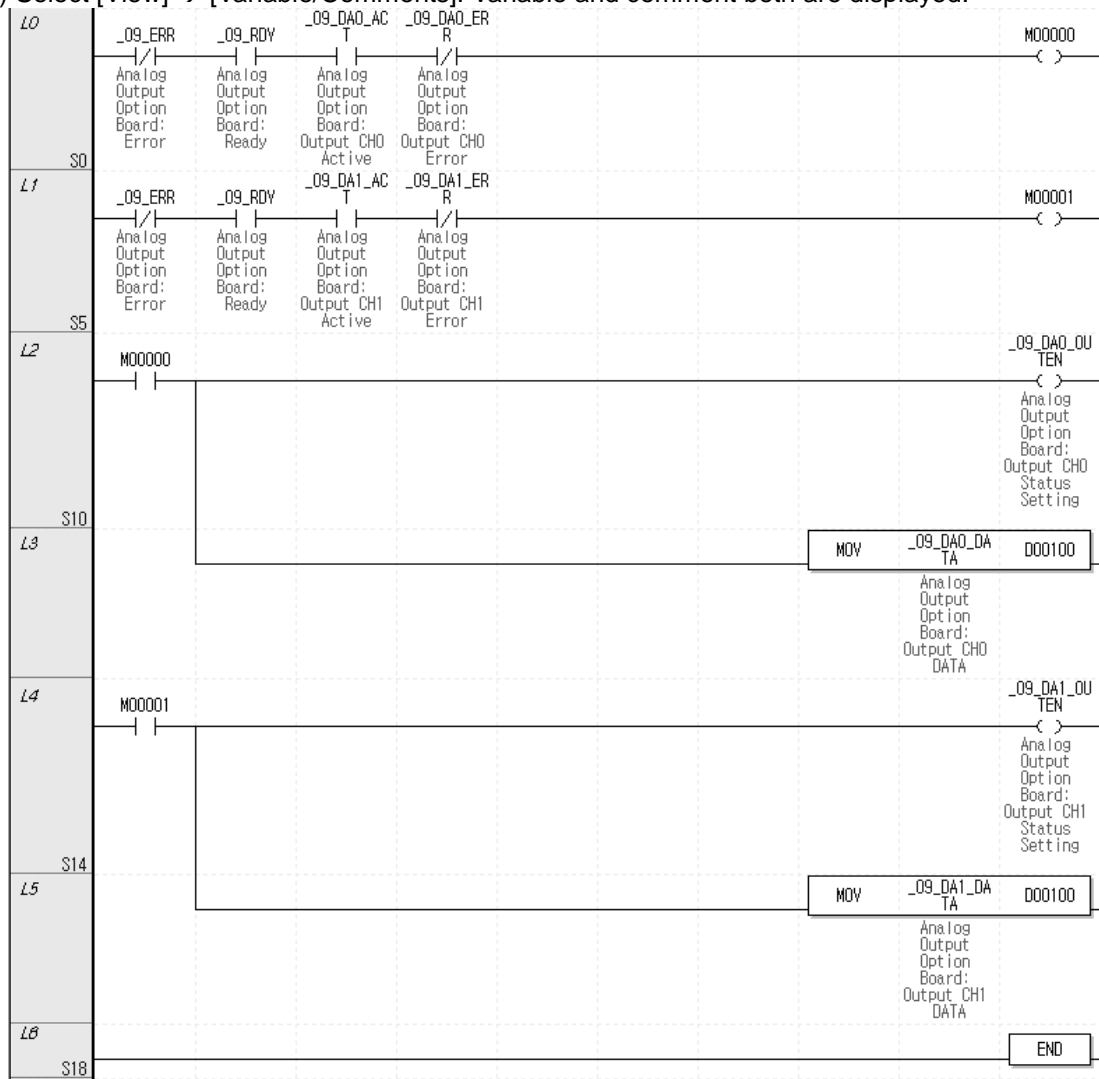 ) Select [View] → [Variable/Comments]. Variable and comment both are displayed.
L0
_09_ERR
_09_RDY
_09_DA0_AC
T
_09_DA0_ER
R
M00000
Analog
Output
Option
Board:
Error
Analog
Output
Option
Board:
Ready
Analog
Output
Option
Board:
Output CH0
Active
Analog
Output
Option
Board:
Output CH0
Error
S0
L1
_09_ERR
_09_RDY
_09_DA1_AC
T
_09_DA1_ER
R
M00001
Analog
Output
Option
Board:
Error
Analog
Output
Option
Board:
Ready
Analog
Output
Option
Board:
Output CH1
Active
Analog
Output
Option
Board:
Output CH1
Error
S5
L2
M00000
_09_DA0_OU
TEN
Analog
Output
Option
Board:
Output CH0
Status
Setting
S10
L3
MOV
_09_DA0_DA
TA
D00100
Analog
Output
Option
Board:
Output CH0
DATA
L4
M00001
_09_DA1_OU
TEN
Analog
Output
Option
Board:
Output CH1
Status
Setting
S14
L5
MOV
_09_DA1_DA
TA
D00100
Analog
Output
Option
Board:
Output CH1
DATA
L6
END
S18